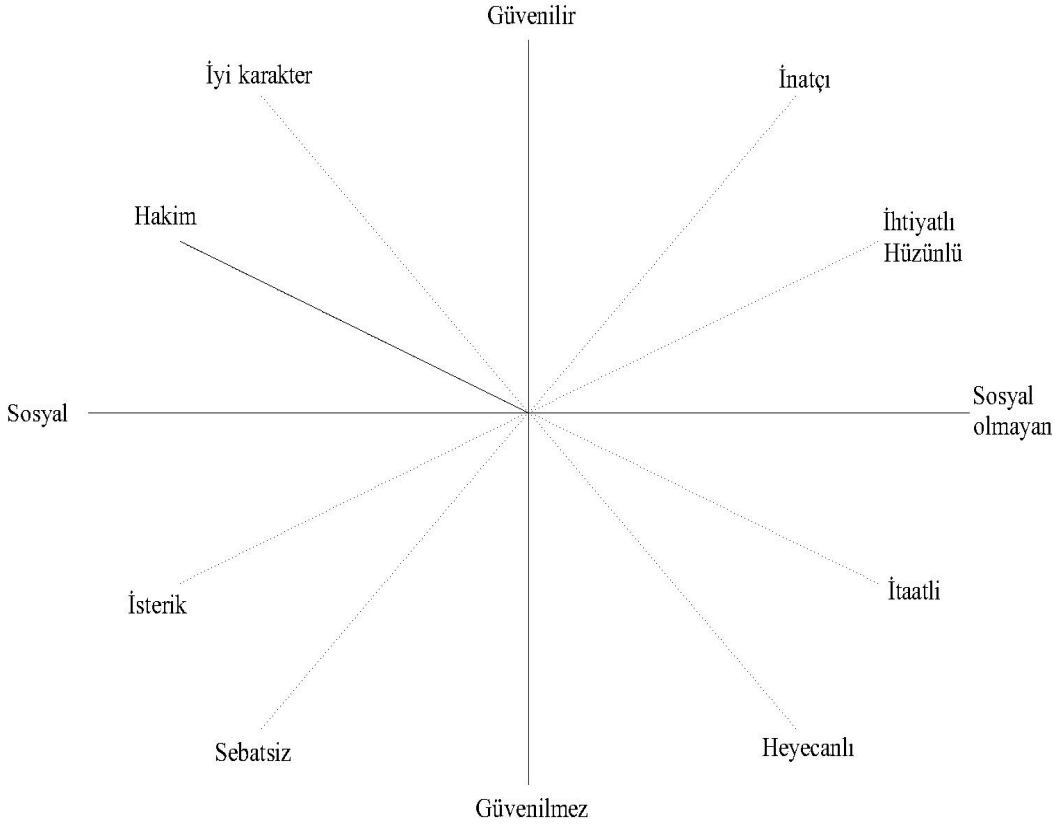 Güvenilir
İyi karakter
İnatçı
Hakim
İhtiyatlı
Hüzünlü
Sosyal
Sosyal
olmayan
İsterik
İtaatli
Sebatsiz
Heyecanlı
Güvenilmez